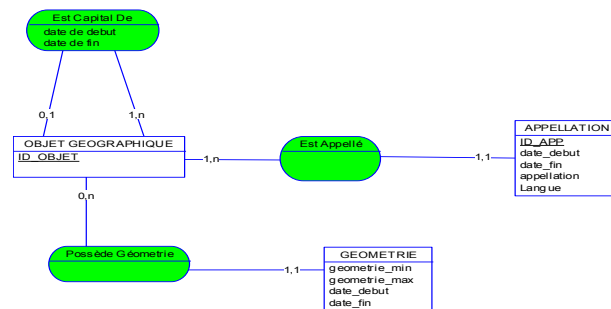 Est Capital De
date de debut
date de fin
0,1
1,n
OBJET GEOGRAPHIQUE
ID_OBJET
1,n
Est Appellé
1,1
APPELLATION
ID_APP
date_debut
date_fin
appellation
Langue
0,n
Possède Géometrie
1,1
GEOMETRIE
geometrie_min
geometrie_max
date_debut
date_fin